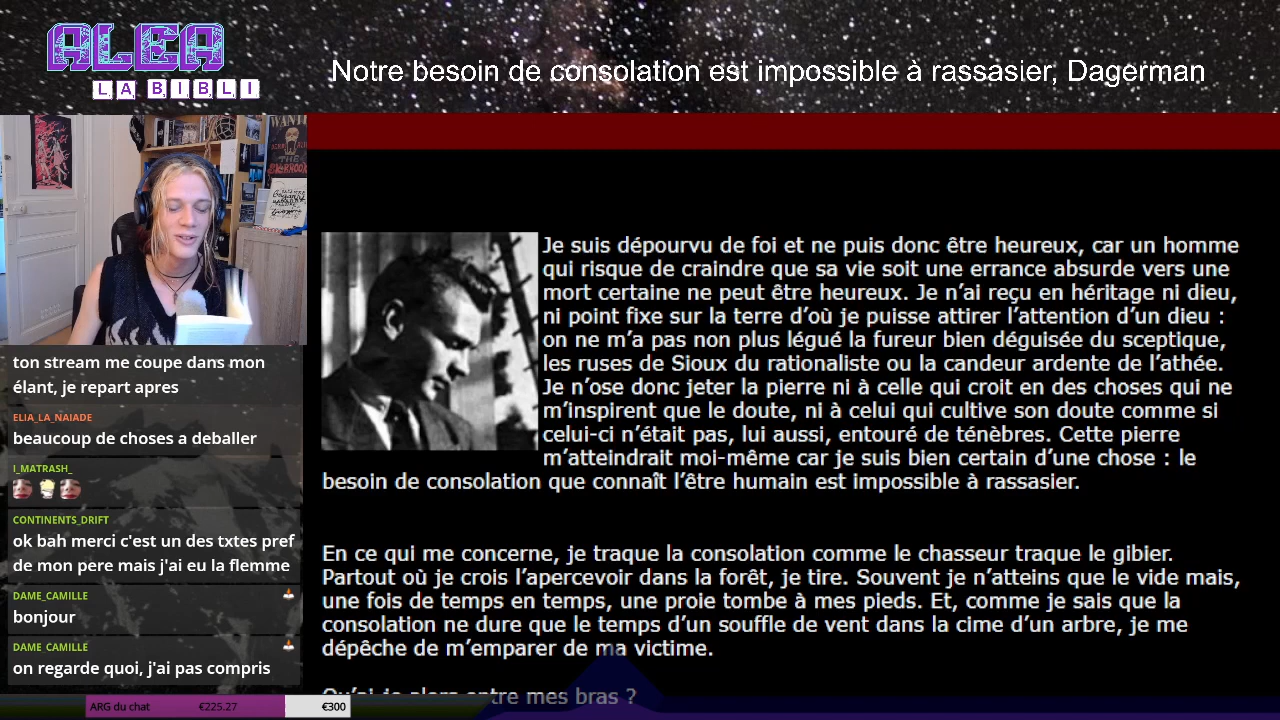 ALEA
LA BIBLI
Notre besoin de consolation est impossible à rassasier, Dagerman
WANTED
THE
Je suis dépourvu de foi et ne puis donc être heureux, car un homme
qui risque de craindre que sa vie soit une errance absurde vers une
mort certaine ne peut être heureux. Je n’ai reçu en héritage ni dieu,
ni point fixe sur la terre d’où je puisse attirer l’attention d’un dieu :
on ne m’a pas non plus légué la fureur bien déguisée du sceptique,
les ruses de Sioux du rationaliste ou la candeur ardente de l’athée.
Je n’ose donc jeter la pierre ni à celle qui croit en des choses qui ne
m’inspirent que le doute, ni à celui qui cultive son doute comme si
celui-ci n’était pas, lui aussi, entouré de ténèbres. Cette pierre
m’atteindrait moi-même car je suis bien certain d’une chose : le
besoin de consolation que connaît l’être humain est impossible à rassasier.
En ce qui me concerne, je traque la consolation comme le chasseur traque le gibier.
Partout où je crois l’apercevoir dans la forêt, je tire. Souvent je n’atteins que le vide mais,
une fois de temps en temps, une proie tombe à mes pieds. Et, comme je sais que la
consolation ne dure que le temps d’un souffle de vent dans la cime d’un arbre, je me
dépêche de m’emparer de ma victime.
Qu’ai-je alors entre mes bras ?
ton stream me coupe dans mon
élant, je repart apres
ELIA_LA_NAIADE
beaucoup de choses a deballer
I_MATRASH_
CONTINENTS_DRIFT
ok bah merci c'est un des txtes pref
de mon pere mais j'ai eu la flemme
DAME_CAMILLE
bonjour
DAME_CAMILLE
on regarde quoi, j'ai pas compris
ARG du chat €225.27 €300